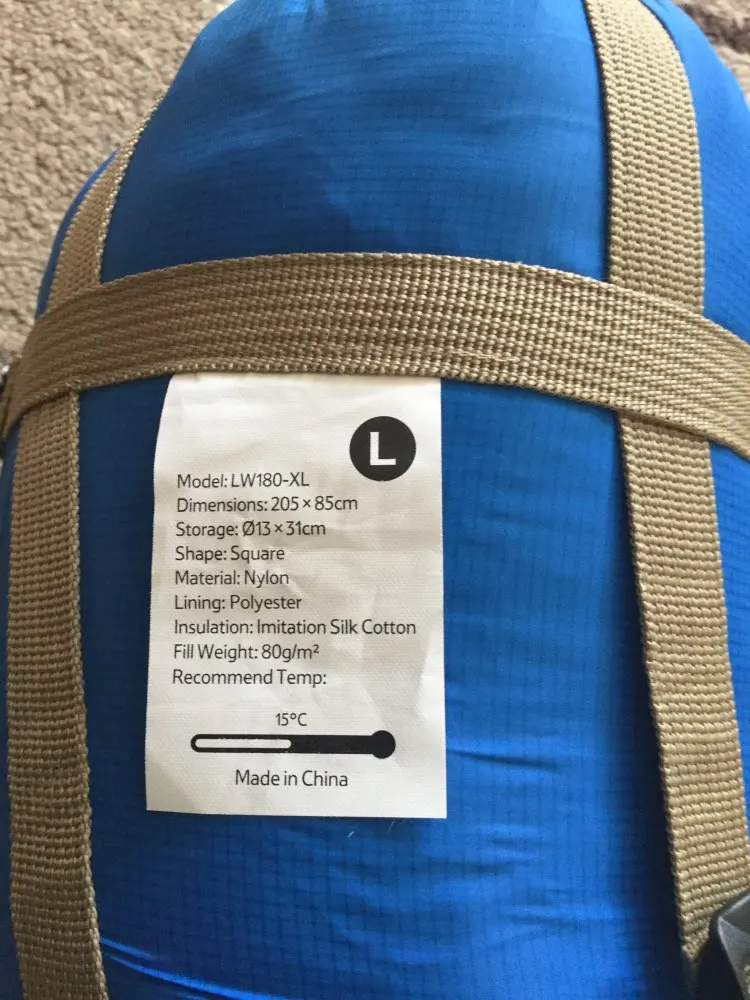 L
Model: LW180-XL
Dimensions: 205 × 85cm
Storage: Ø13 × 31cm
Shape: Square
Material: Nylon
Lining: Polyester
Insulation: Imitation Silk Cotton
Fill Weight: 80g/m²
Recommend Temp:
15°C
Made in China